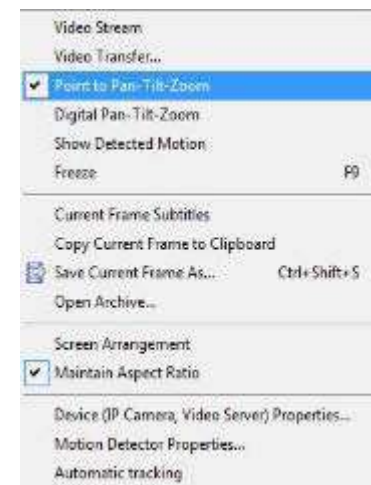 Video Stream
Video Transfer...
Point to Pan-Tilt-Zoom
Digital Pan-Tilt-Zoom
Show Detected Motion
Freeze F9
Current Frame Subtitles
Copy Current Frame to Clipboard
Save Current Frame As... Ctrl+Shift+S
Open Archive...
Screen Arrangement
Maintain Aspect Ratio
Device (IP Camera, Video Server) Properties...
Motion Detector Properties...
Automatic tracking